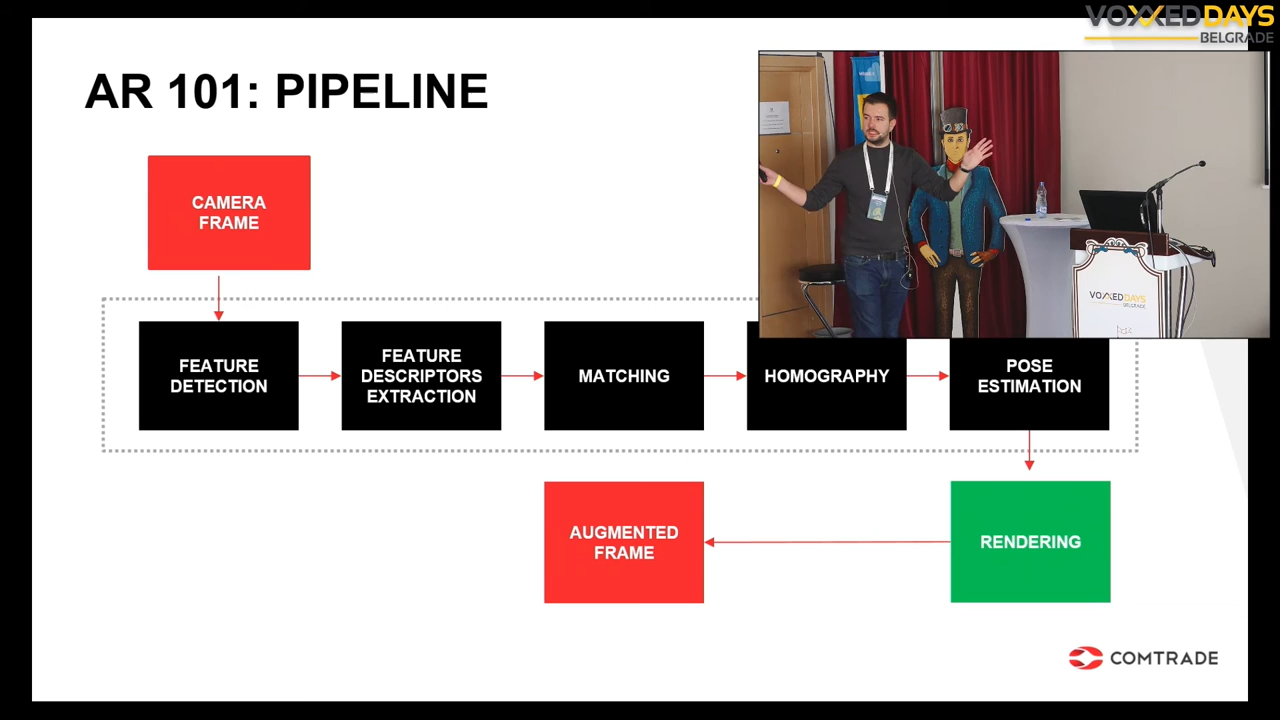 VOXXED DAYS
BELGRADE
AR 101: PIPELINE
CAMERA
FRAME
FEATURE
DETECTION
FEATURE
DESCRIPTORS
EXTRACTION
MATCHING
HOMOGRAPHY
POSE
ESTIMATION
AUGMENTED
FRAME
RENDERING
VOXXED DAYS
BELGRADE
COMTRADE